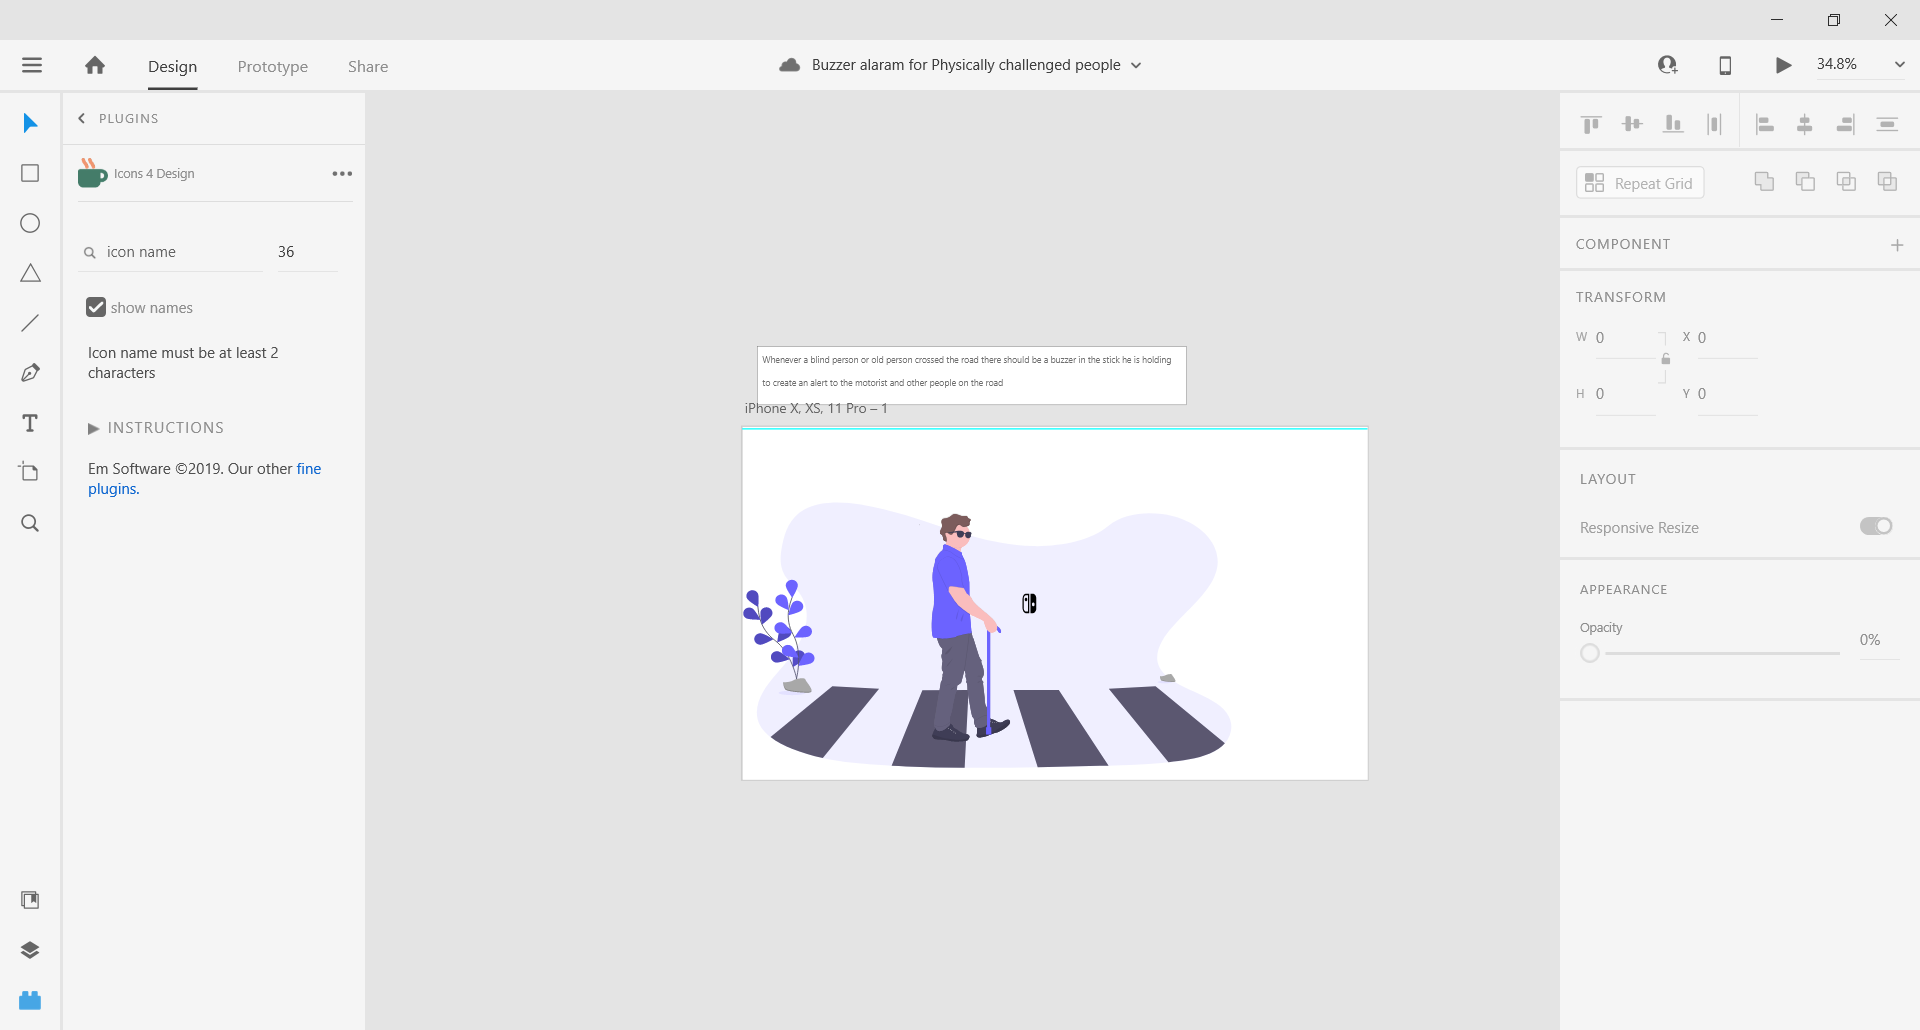 Design
Prototype
Share
Buzzer alaram for Physically challenged people
34.8%
PLUGINS
Icons 4 Design
icon name
36
show names
Icon name must be at least 2
characters
INSTRUCTIONS
Em Software ©2019. Our other fine
plugins.
Whenever a blind person or old person crossed the road there should be a buzzer in the stick he is holding
to create an alert to the motorist and other people on the road
iPhone X, XS, 11 Pro – 1
Repeat Grid
COMPONENT
TRANSFORM
W 0 X 0
H 0 Y 0
LAYOUT
Responsive Resize
APPEARANCE
Opacity
0%